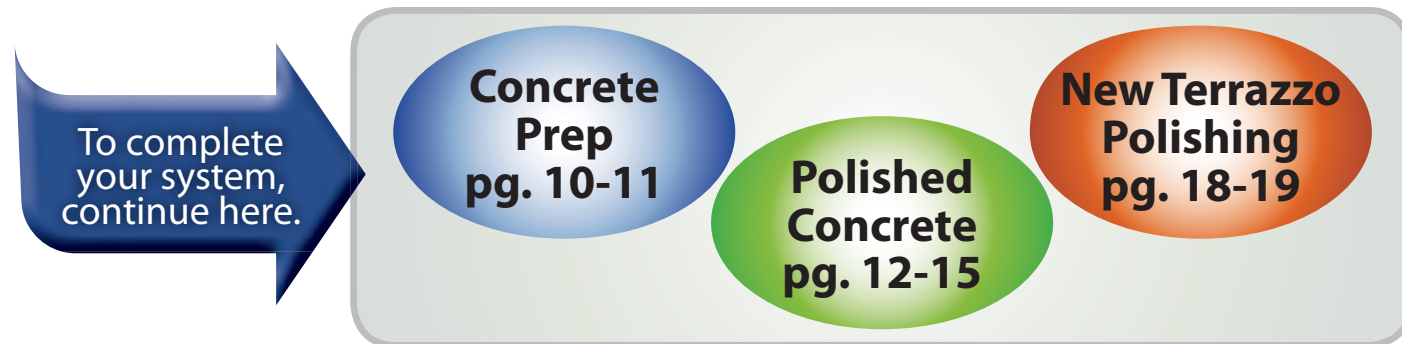 To complete
your system,
continue here.
Concrete
Prep
pg. 10-11
Polished
Concrete
pg. 12-15
New Terrazzo
Polishing
pg. 18-19